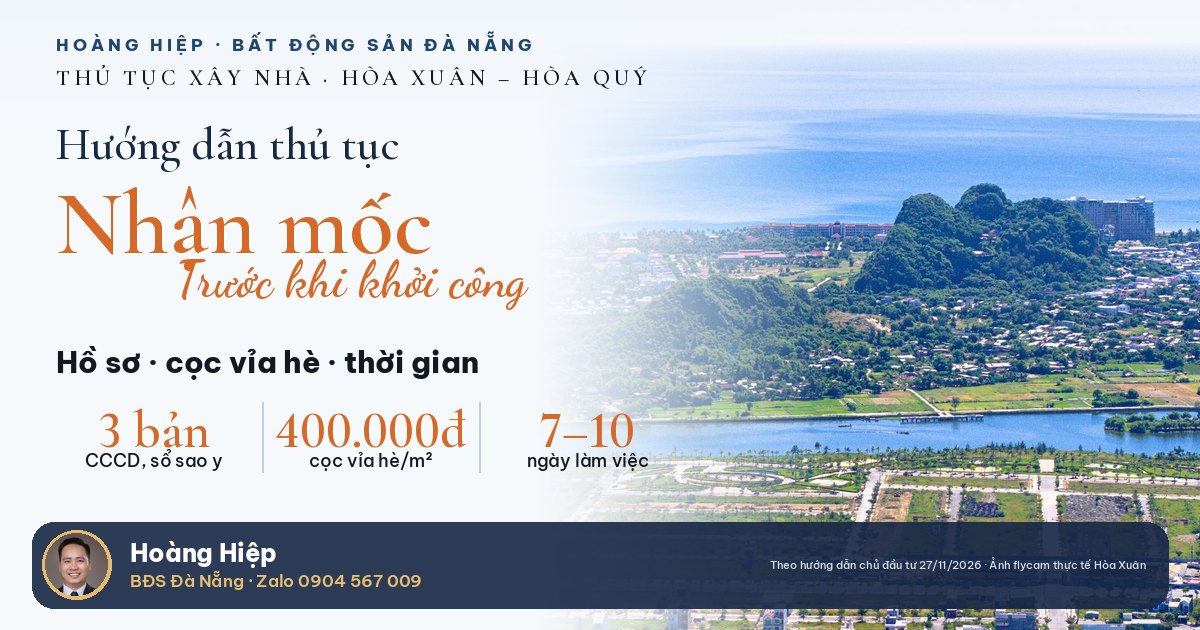 HOÀNG HIỆP · BẤT ĐỘNG SẢN ĐÀ NẴNG
THỦ TỤC XÂY NHÀ · HÒA XUÂN – HÒA QUÝ
Hướng dẫn thủ tục
Nhận mốc
Trước khi khởi công
Hồ sơ · cọc vỉa hè · thời gian
3 bản
CCCD, sổ sao y
400.000đ
cọc vỉa hè/m²
7–10
ngày làm việc
Hoàng Hiệp
BĐS Đà Nẵng · Zalo 0904 567 009
Theo hướng dẫn chủ đầu tư 27/11/2026 · Ảnh flycam thực tế Hòa Xuân